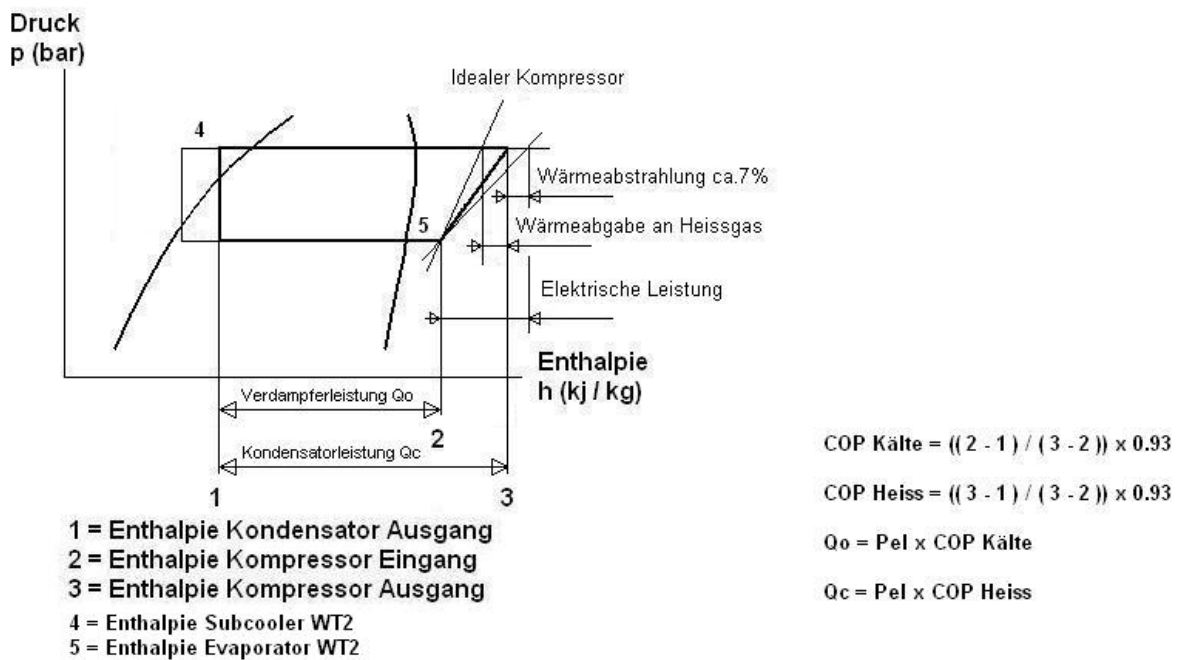 Druck
p (bar)
Idealer Kompressor
4
Wärmeabstrahlung ca.7%
5
Wärmeabgabe an Heissgas
Elektrische Leistung
Enthalpie
h (kj / kg)
Verdampferleistung Qo
2
Kondensatorleistung Qc
1
3
1 = Enthalpie Kondensator Ausgang
2 = Enthalpie Kompressor Eingang
3 = Enthalpie Kompressor Ausgang
4 = Enthalpie Subcooler WT2
5 = Enthalpie Evaporator WT2
COP Kälte = (( 2 - 1 ) / ( 3 - 2 )) x 0.93
COP Heiss = (( 3 - 1 ) / ( 3 - 2 )) x 0.93
Qo = Pel x COP Kälte
Qc = Pel x COP Heiss